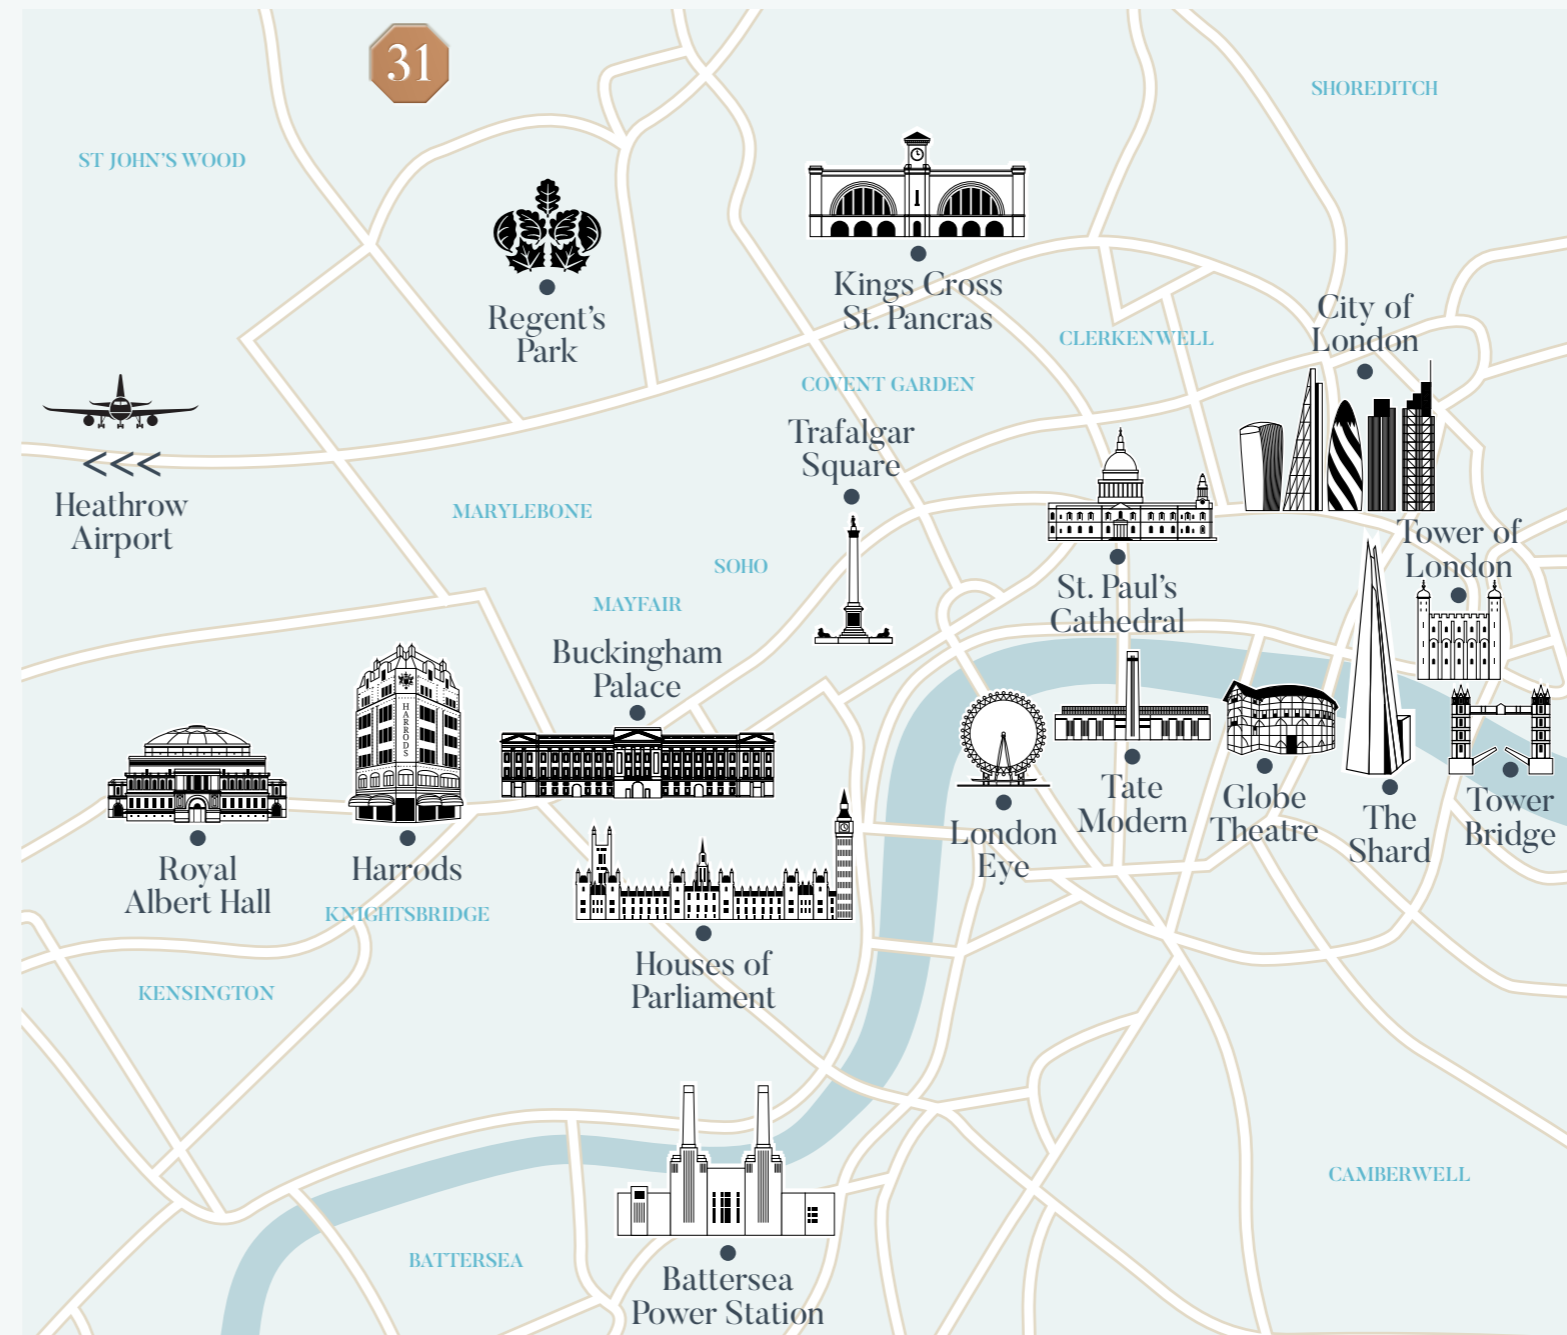 31
SHOREDITCH
ST JOHN'S WOOD
Kings Cross
St. Pancras
Regent's
Park
City of
London
CLERKENWELL
COVENT GARDEN
Trafalgar
Square
<<<
Heathrow
Airport
MARYLEBONE
Tower of
London
SOHO
St. Paul's
Cathedral
MAYFAIR
Buckingham
Palace
HARRODS
Tate
Modern
Globe
Theatre
The
Shard
Tower
Bridge
London
Eye
Royal
Albert Hall
Harrods
KNIGHTSBRIDGE
Houses of
Parliament
KENSINGTON
CAMBERWELL
BATTERSEA
Battersea
Power Station